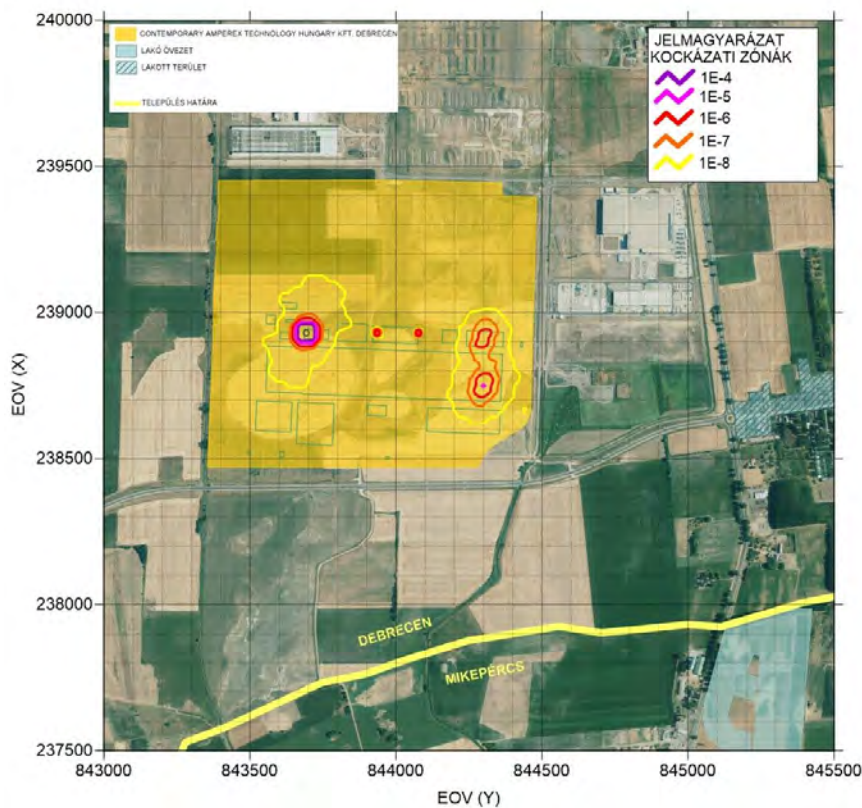 CONTEMPORARY AMPEREX TECHNOLOGY HUNGARY KFT. DEBRECEN
LAKÓ ÖVEZET
LAKOTT TERÜLET
TELEPÜLÉS HATÁRA
JELMAGYARÁZAT
KOCKÁZATI ZÓNÁK
1E-4
1E-5
1E-6
1E-7
1E-8
240000
239500
239000
238500
238000
237500
EOV (X)
DEBRECEN
MIKEPÉRCS
843000
843500
844000
844500
845000
845500
EOV (Y)